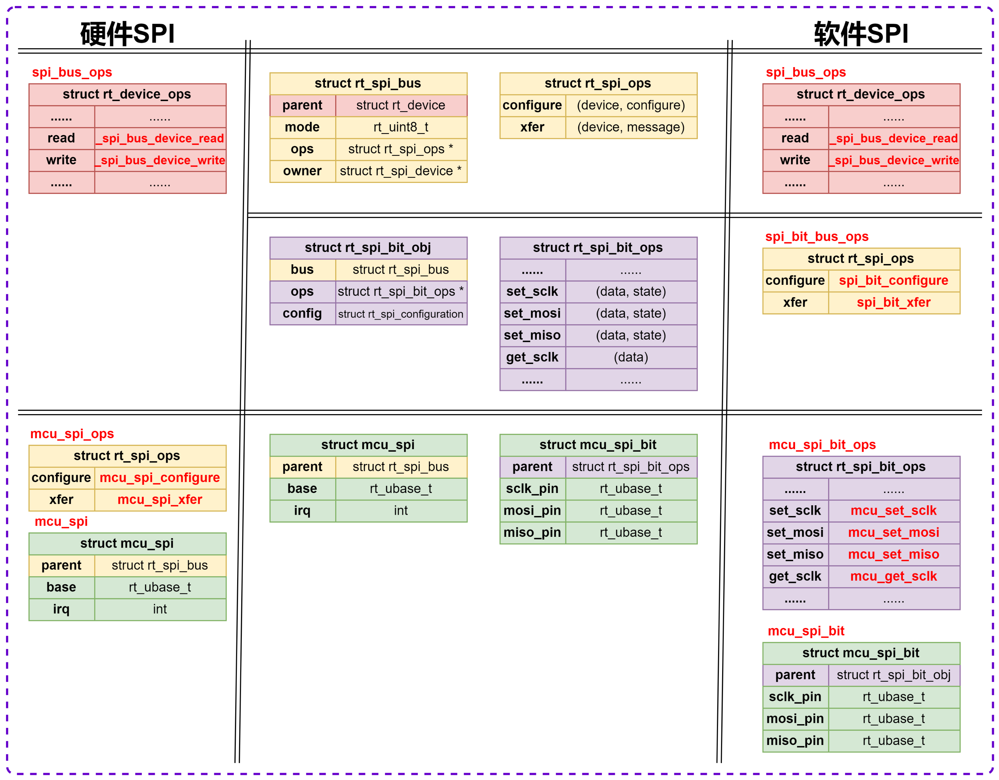 硬件SPI
软件SPI
spi_bus_ops
struct rt_device_ops
...... ......
read _spi_bus_device_read
write _spi_bus_device_write
...... ......
struct rt_spi_bus
parent struct rt_device
mode rt_uint8_t
ops struct rt_spi_ops *
owner struct rt_spi_device *
struct rt_spi_ops
configure (device, configure)
xfer (device, message)
spi_bus_ops
struct rt_device_ops
...... ......
read _spi_bus_device_read
write _spi_bus_device_write
...... ......
struct rt_spi_bit_obj
bus struct rt_spi_bus
ops struct rt_spi_bit_ops *
config struct rt_spi_configuration
struct rt_spi_bit_ops
...... ......
set_sclk (data, state)
set_mosi (data, state)
set_miso (data, state)
get_sclk (data)
...... ......
spi_bit_bus_ops
struct rt_spi_ops
configure spi_bit_configure
xfer spi_bit_xfer
mcu_spi_ops
struct rt_spi_ops
configure mcu_spi_configure
xfer mcu_spi_xfer
mcu_spi
struct mcu_spi
parent struct rt_spi_bus
base rt_ubase_t
irq int
struct mcu_spi
parent struct rt_spi_bus
base rt_ubase_t
irq int
struct mcu_spi_bit
parent struct rt_spi_bit_ops
sclk_pin rt_ubase_t
mosi_pin rt_ubase_t
miso_pin rt_ubase_t
mcu_spi_bit_ops
struct rt_spi_bit_ops
...... ......
set_sclk mcu_set_sclk
set_mosi mcu_set_mosi
set_miso mcu_set_miso
get_sclk mcu_get_sclk
...... ......
mcu_spi_bit
struct mcu_spi_bit
parent struct rt_spi_bit_obj
sclk_pin rt_ubase_t
mosi_pin rt_ubase_t
miso_pin rt_ubase_t